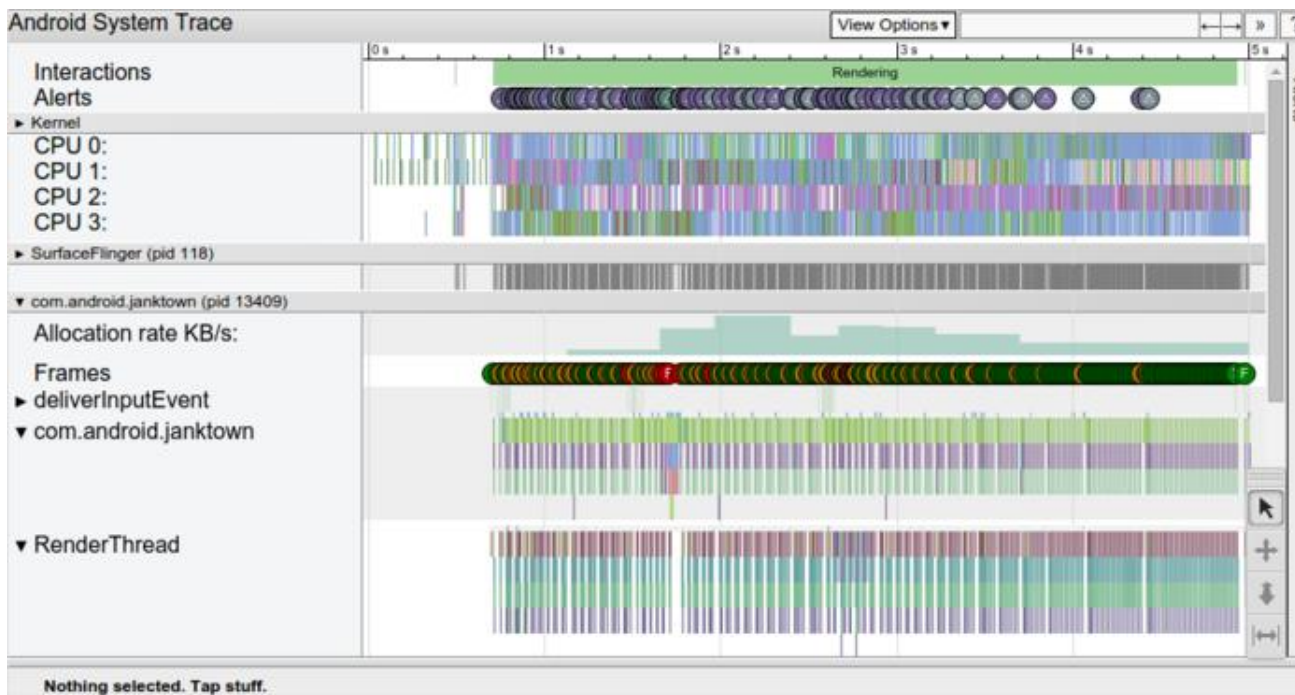 Android System Trace
View Options ▾
»
?
0 s
1 s
2 s
3 s
4 s
5 s
Interactions
Rendering
Alerts
▸ Kernel
CPU 0:
CPU 1:
CPU 2:
CPU 3:
▸ SurfaceFlinger (pid 118)
▾ com.android.janktown (pid 13409)
Allocation rate KB/s:
Frames
F
F
▸ deliverInputEvent
▾ com.android.janktown
▾ RenderThread
Nothing selected. Tap stuff.